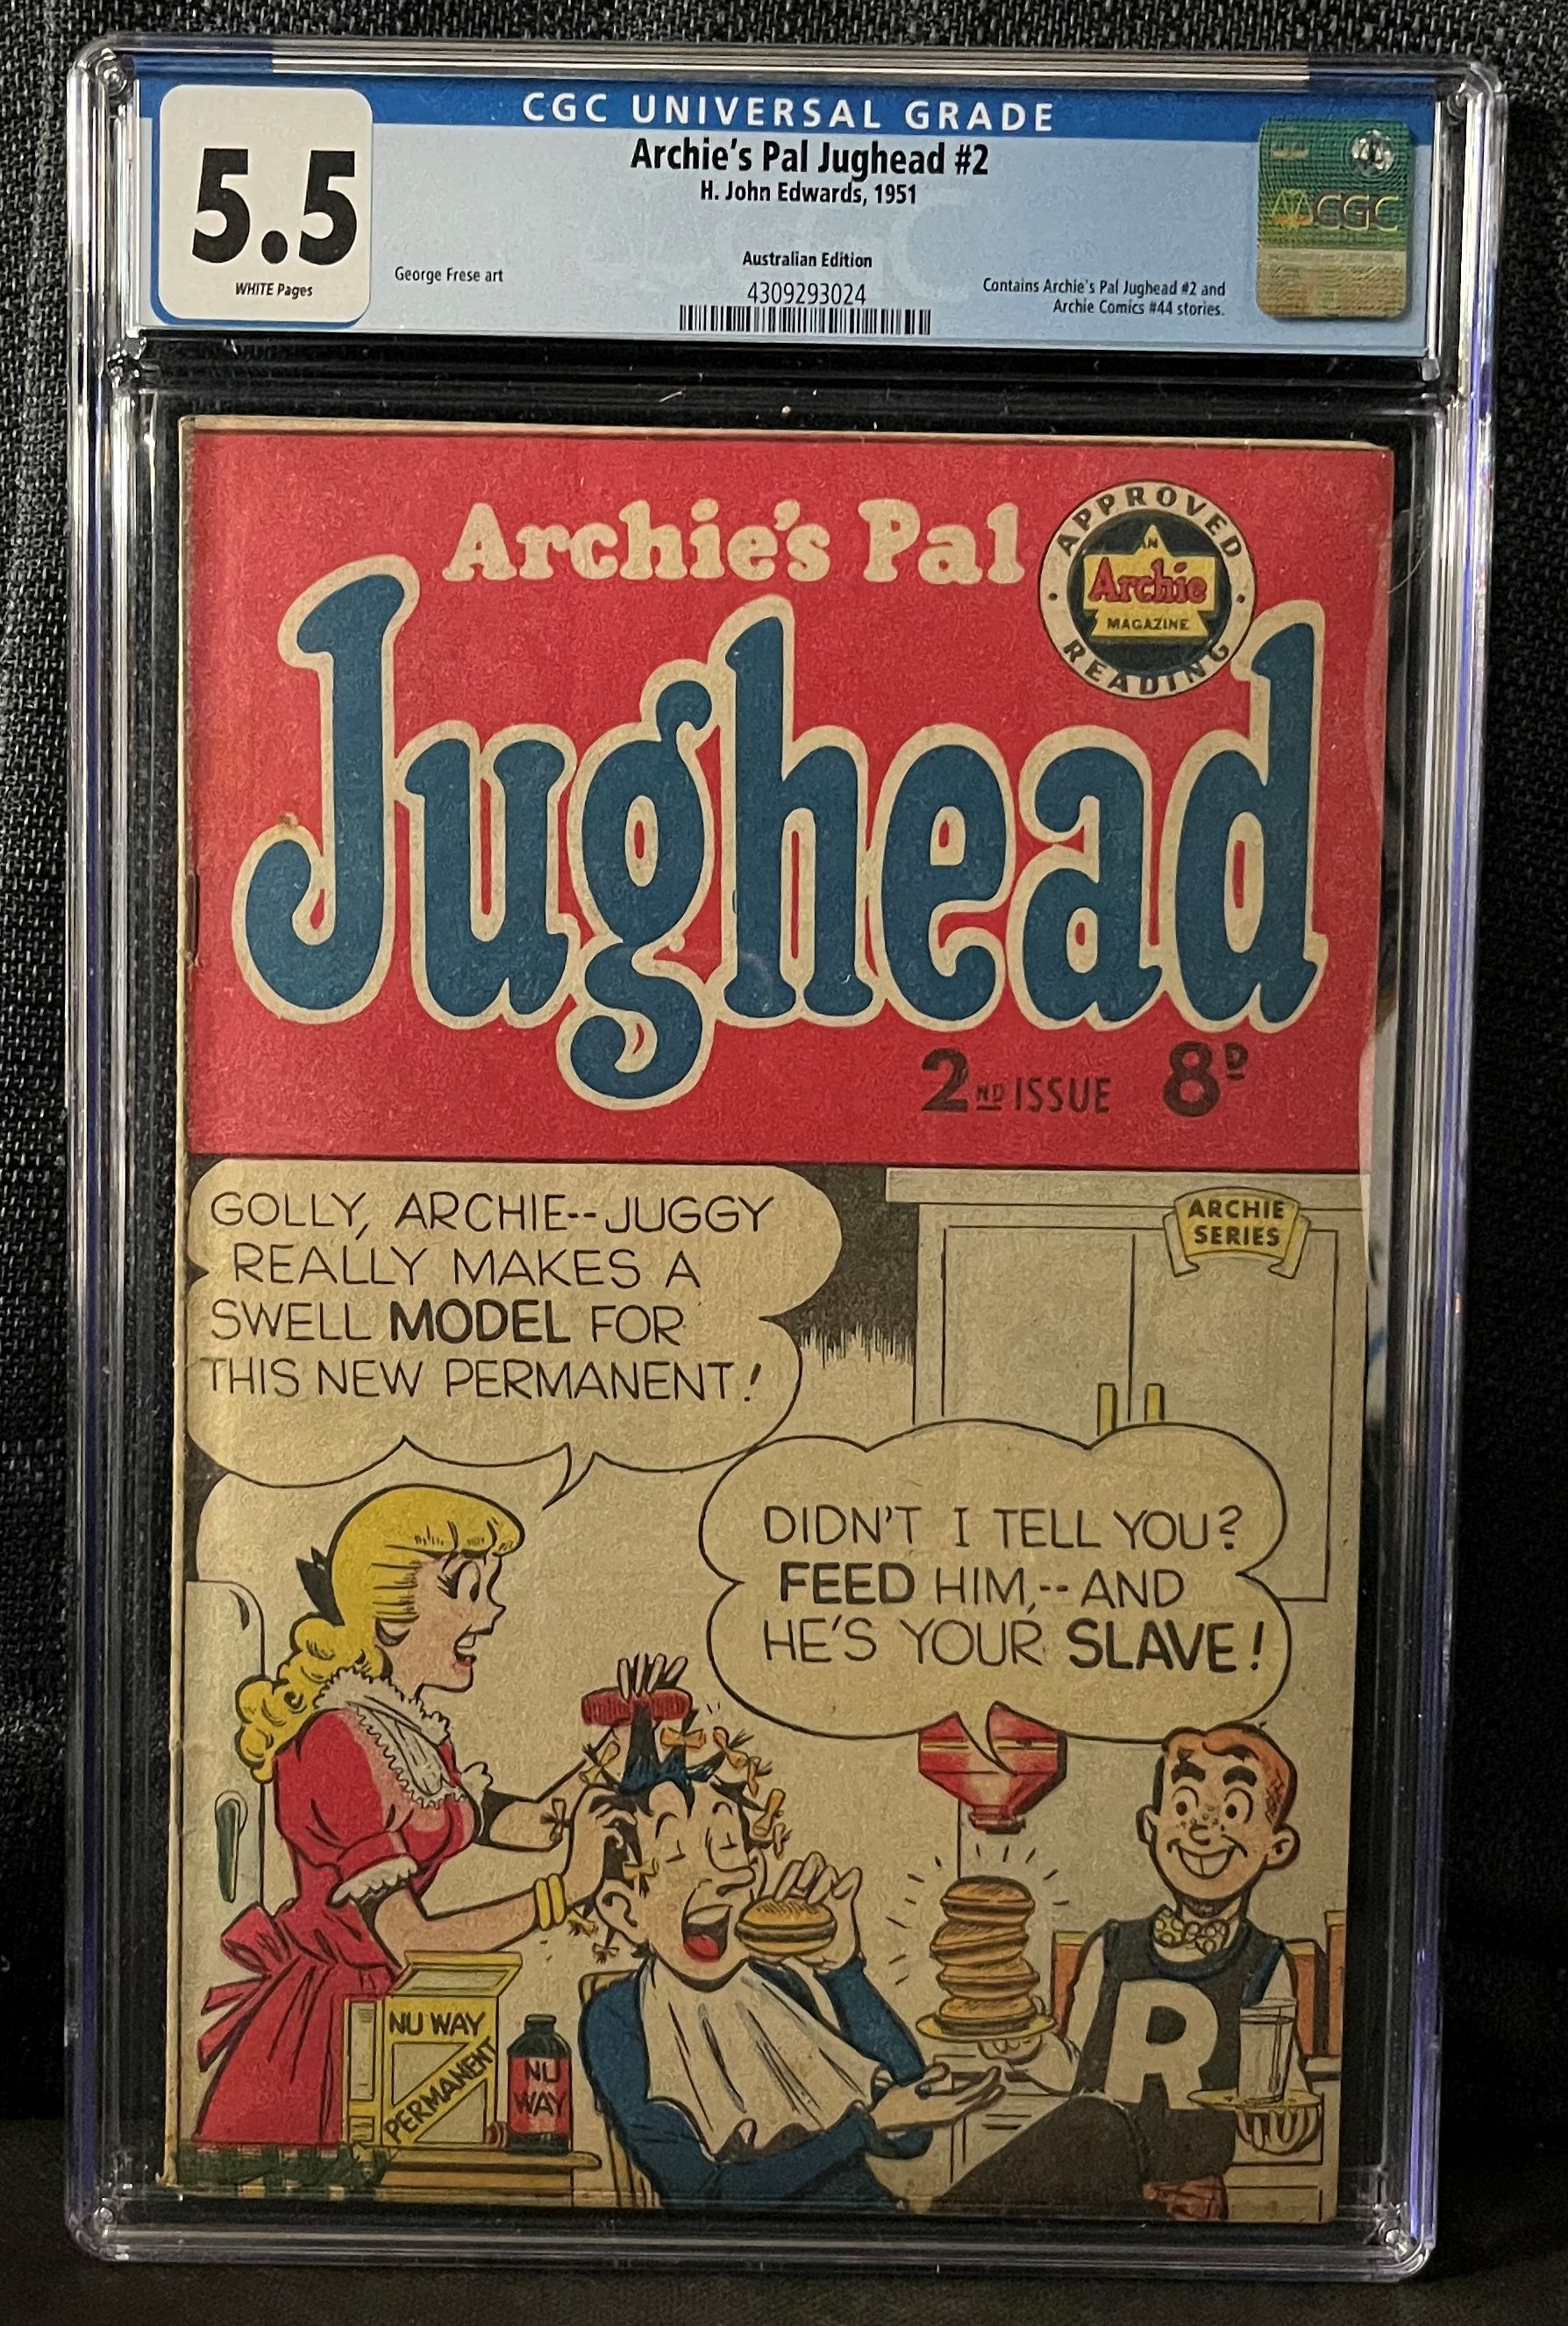 CGC UNIVERSAL GRADE
5.5
WHITE Pages
Archie's Pal Jughead #2
H. John Edwards, 1951
George Frese art
Australian Edition
4309293024
Contains Archie's Pal Jughead #2 and
Archie Comics #44 stories.
CGC
Archie's Pal
Jughead
APPROVED
AN
Archie
MAGAZINE
READING
2ND ISSUE 8D
GOLLY, ARCHIE--JUGGY
REALLY MAKES A
SWELL MODEL FOR
THIS NEW PERMANENT!
ARCHIE
SERIES
DIDN'T I TELL YOU?
FEED HIM,--AND
HE'S YOUR SLAVE!
NU WAY
PERMANENT
NU
WAY
R